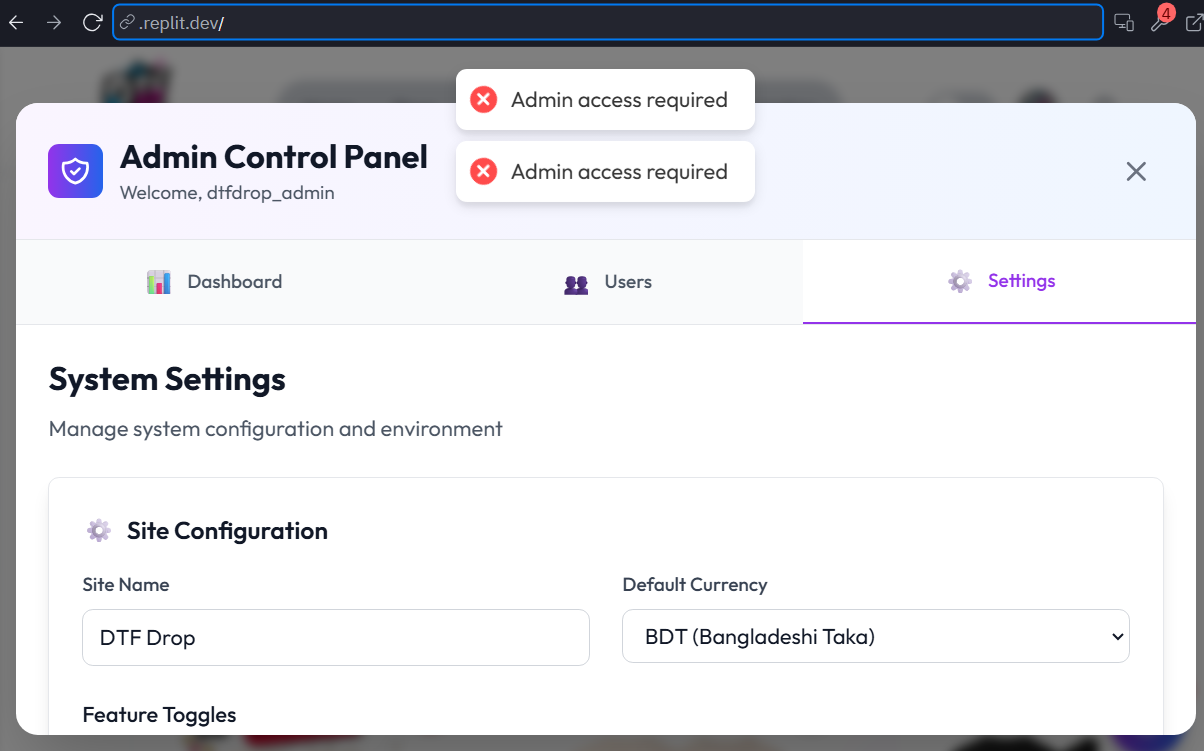 .replit.dev/
4
Admin access required
Admin access required
Admin Control Panel
Welcome, dtfdrop_admin
Dashboard
Users
Settings
System Settings
Manage system configuration and environment
Site Configuration
Site Name
Default Currency
DTF Drop
BDT (Bangladeshi Taka)
Feature Toggles